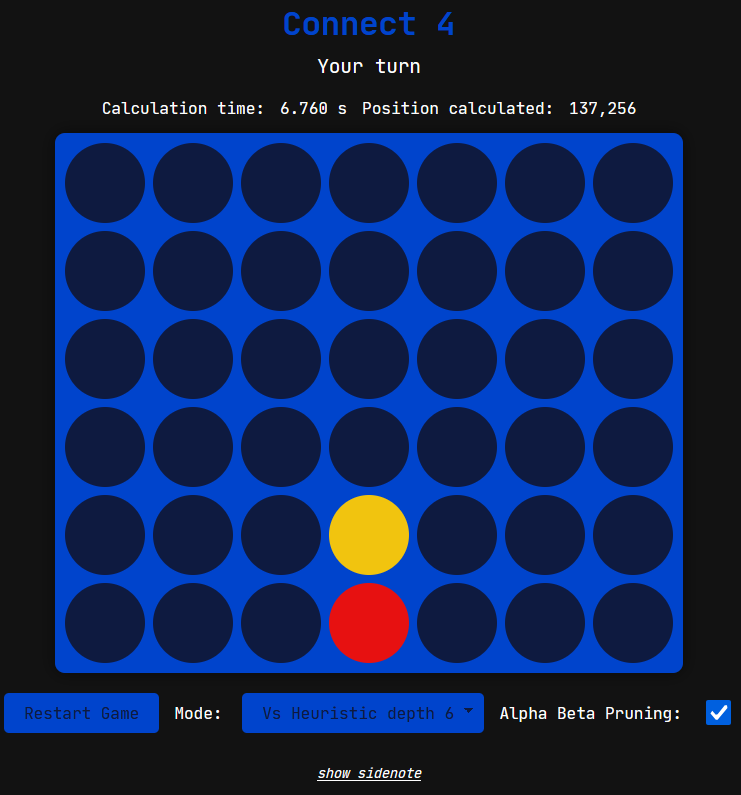 Connect 4
Your turn
Calculation time: 6.760 s Position calculated: 137,256
Restart Game Mode: Vs Heuristic depth 6 Alpha Beta Pruning:
show sidenote